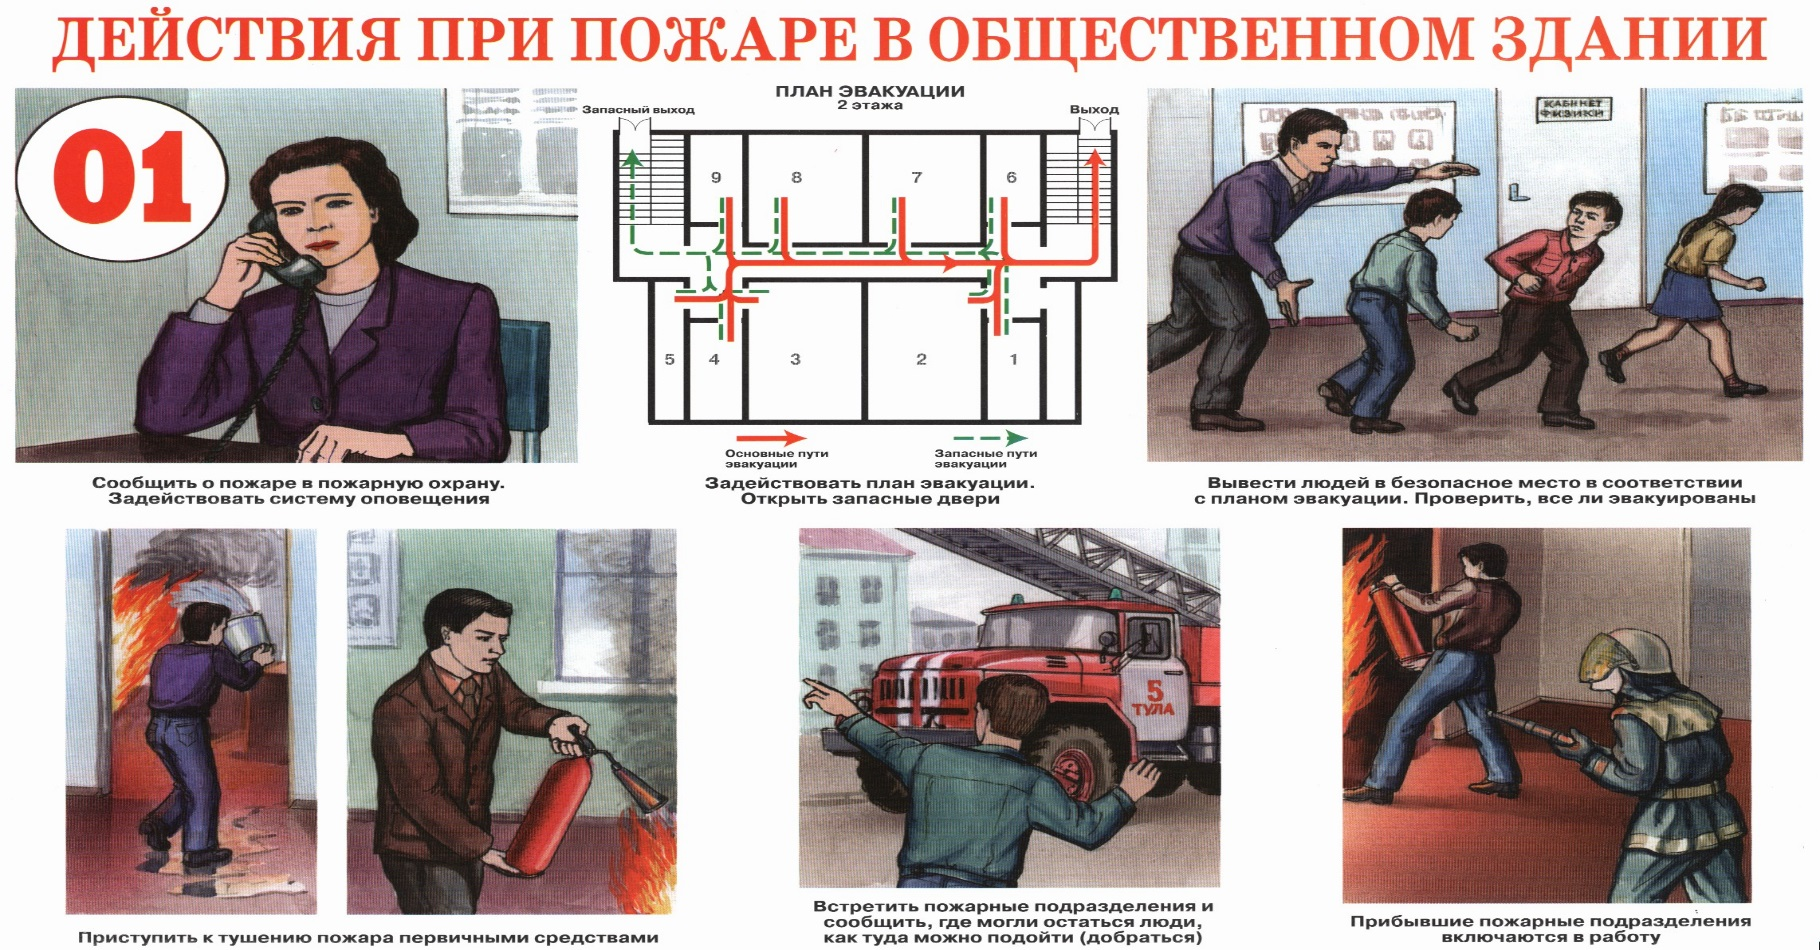 ДЕЙСТВИЯ ПРИ ПОЖАРЕ В ОБЩЕСТВЕННОМ ЗДАНИИ
01
Сообщить о пожаре в пожарную охрану.
Задействовать систему оповещения
ПЛАН ЭВАКУАЦИИ
2 этажа
Запасный выход
Выход
9
8
7
6
5
4
3
2
1
Основные пути
эвакуации
Запасные пути
эвакуации
Задействовать план эвакуации.
Открыть запасные двери
КАБИНЕТ
ФИЗИКИ
Вывести людей в безопасное место в соответствии
с планом эвакуации. Проверить, все ли эвакуированы
Приступить к тушению пожара первичными средствами
5
ТУЛА
Встретить пожарные подразделения и
сообщить, где могли остаться люди,
как туда можно подойти (добраться)
Прибывшие пожарные подразделения
включаются в работу